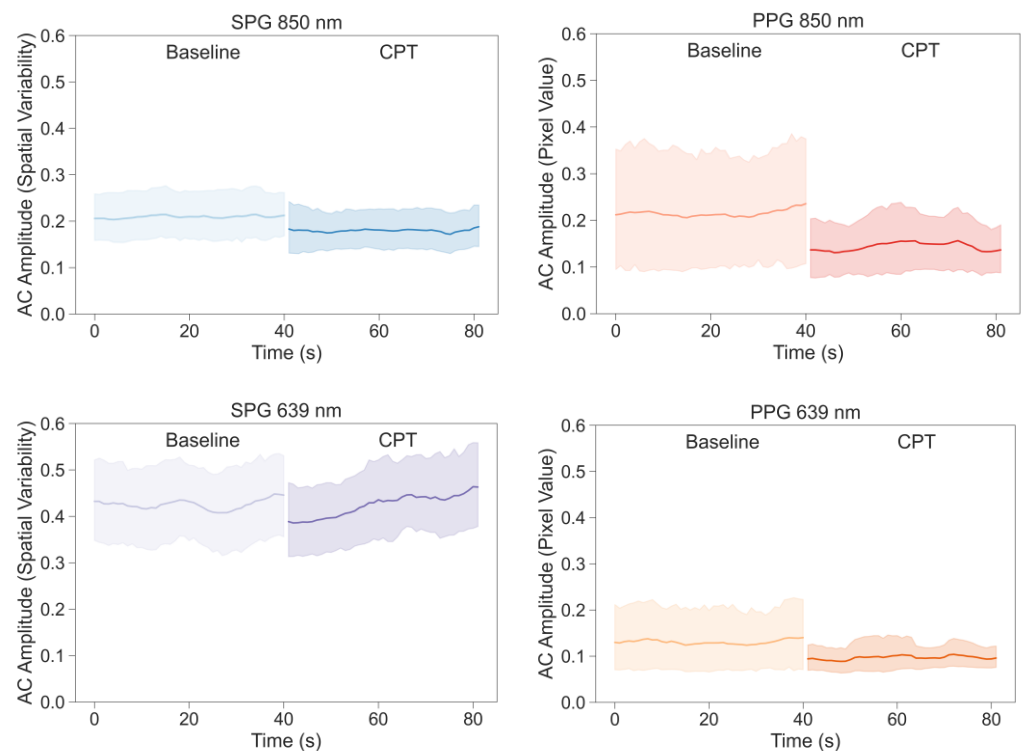 SPG 850 nm
AC Amplitude (Spatial Variability)
0.6
0.5
0.4
0.3
0.2
0.1
0.0
Baseline CPT
0 20 40 60 80
Time (s)
PPG 850 nm
AC Amplitude (Pixel Value)
0.6
0.5
0.4
0.3
0.2
0.1
0.0
Baseline CPT
0 20 40 60 80
Time (s)
SPG 639 nm
AC Amplitude (Spatial Variability)
0.6
0.5
0.4
0.3
0.2
0.1
0.0
Baseline CPT
0 20 40 60 80
Time (s)
PPG 639 nm
AC Amplitude (Pixel Value)
0.6
0.5
0.4
0.3
0.2
0.1
0.0
Baseline CPT
0 20 40 60 80
Time (s)